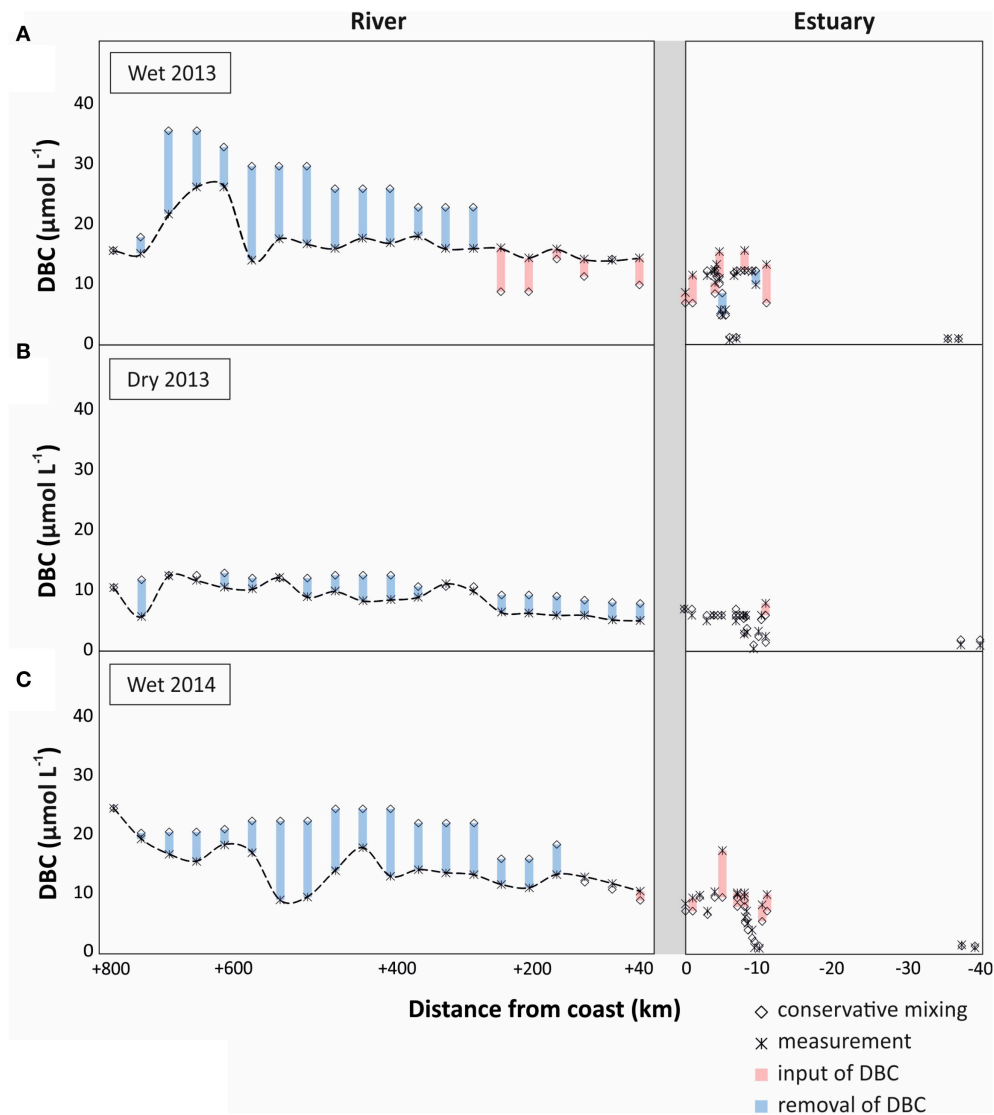 River Estuary
A
Wet 2013
DBC (µmol L-1)
40
30
20
10
0
B
Dry 2013
DBC (µmol L-1)
40
30
20
10
0
C
Wet 2014
DBC (µmol L-1)
40
30
20
10
0
+800 +600 +400 +200 +40 0 -10 -20 -30 -40
Distance from coast (km)
conservative mixing
measurement
input of DBC
removal of DBC